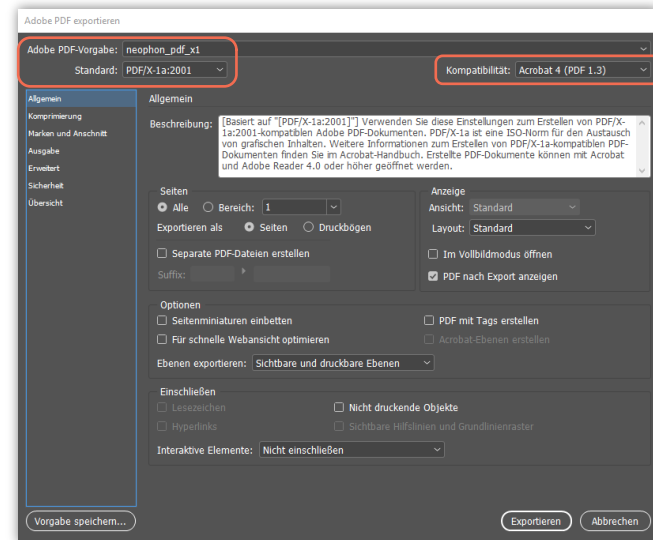 Adobe PDF exportieren
Adobe PDF-Vorgabe: neophon_pdf_x1
Standard: PDF/X-1a:2001
Kompatibilität: Acrobat 4 (PDF 1.3)
Allgemein
Komprimierung
Marken und Anschnitt
Ausgabe
Erweitert
Sicherheit
Übersicht
Allgemein
Beschreibung: [Basiert auf "[PDF/X-1a:2001]"] Verwenden Sie diese Einstellungen zum Erstellen von PDF/X-
1a:2001-kompatiblen Adobe PDF-Dokumenten. PDF/X-1a ist eine ISO-Norm für den Austausch
von grafischen Inhalten. Weitere Informationen zum Erstellen von PDF/X-1a-kompatiblen PDF-
Dokumenten finden Sie im Acrobat-Handbuch. Erstellte PDF-Dokumente können mit Acrobat
und Adobe Reader 4.0 oder höher geöffnet werden.
Seiten
Alle Bereich: 1
Exportieren als Seiten Druckbögen
Separate PDF-Dateien erstellen
Suffix:
Anzeige
Ansicht: Standard
Layout: Standard
Im Vollbildmodus öffnen
PDF nach Export anzeigen
Optionen
Seitenminiaturen einbetten
PDF mit Tags erstellen
Für schnelle Webansicht optimieren
Acrobat-Ebenen erstellen
Ebenen exportieren: Sichtbare und druckbare Ebenen
Einschließen
Lesezeichen
Nicht druckende Objekte
Hyperlinks
Sichtbare Hilfslinien und Grundlinienraster
Interaktive Elemente: Nicht einschließen
Vorgabe speichern...
Exportieren
Abbrechen